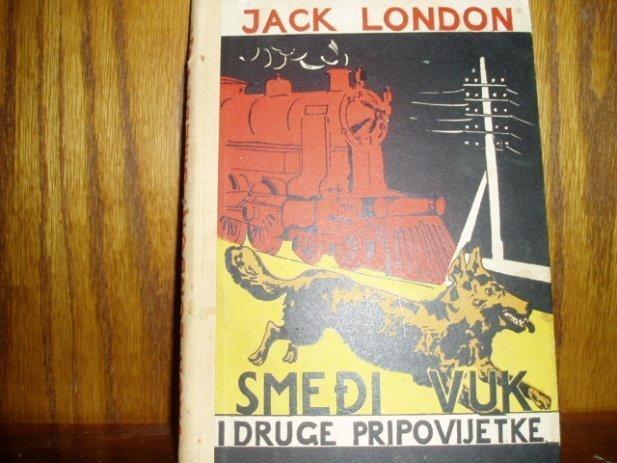 JACK LONDON
SMEĐI VUK
I DRUGE PRIPOVIJETKE